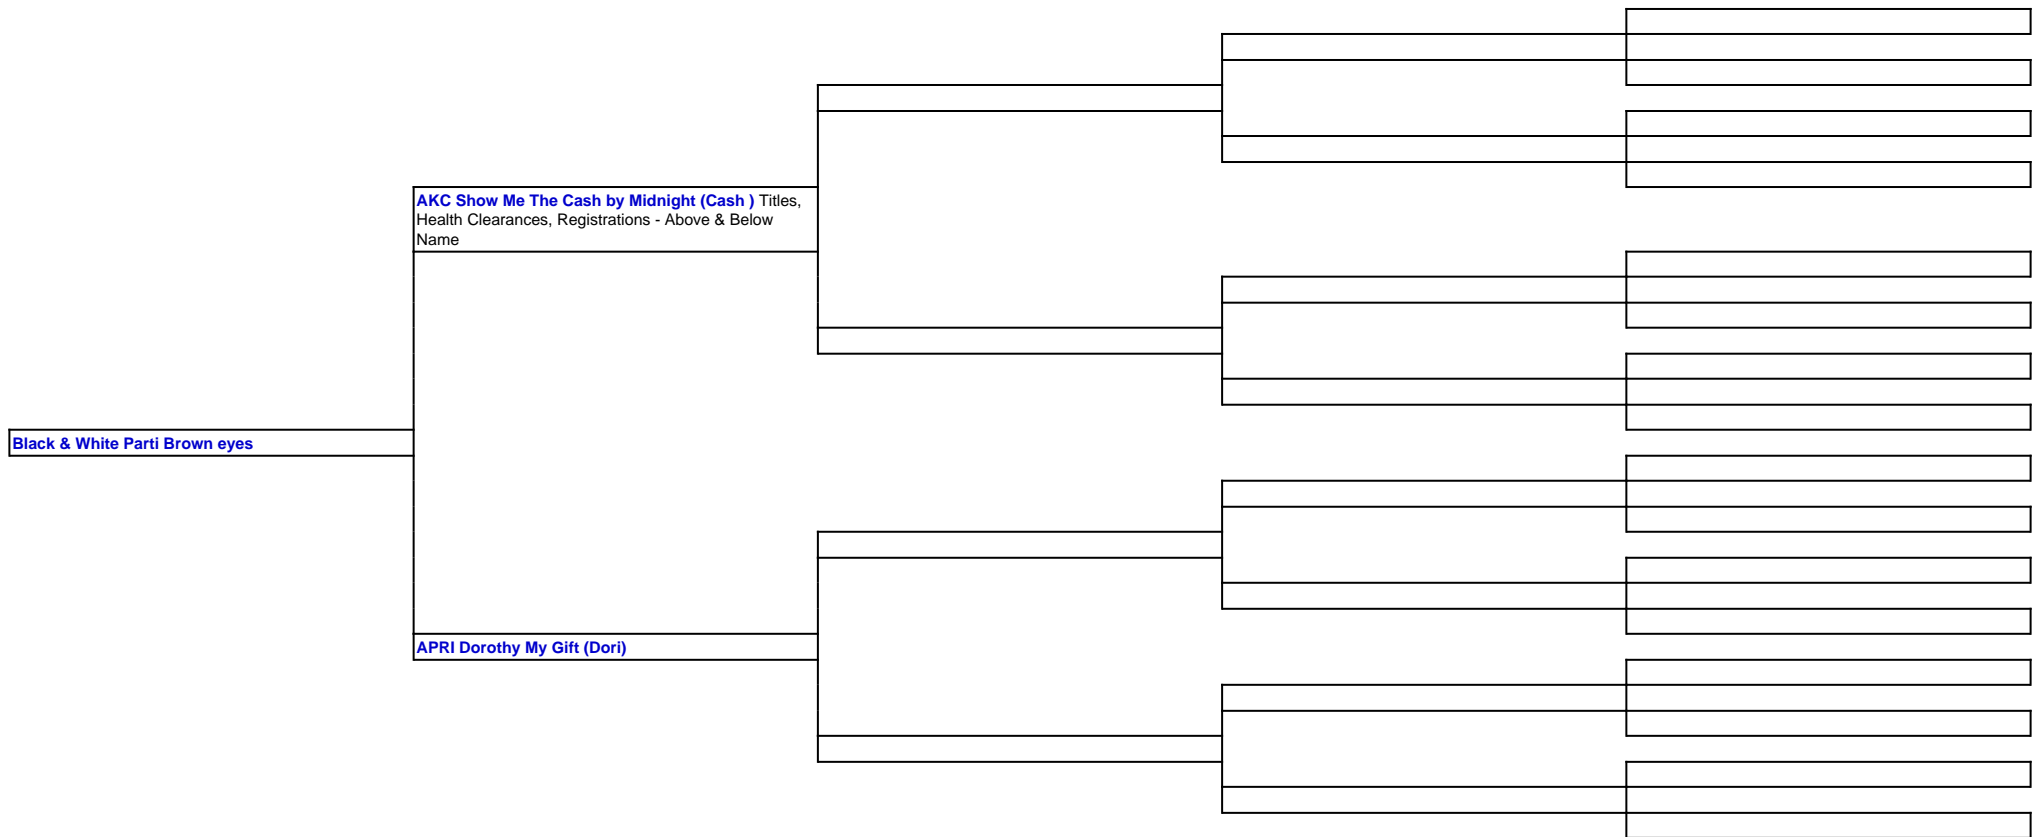 AKC Show Me The Cash by Midnight (Cash ) Titles,
Health Clearances, Registrations - Above & Below
Name
Black & White Parti Brown eyes
APRI Dorothy My Gift (Dori)